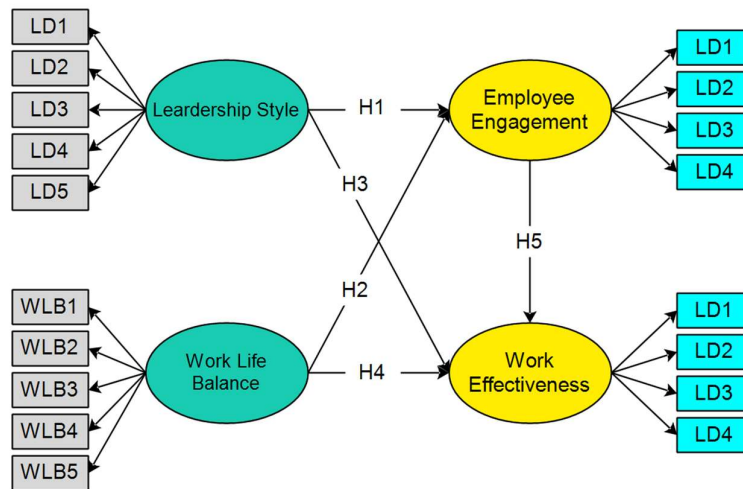 LD1
LD2
LD3
LD4
LD5
Leardership Style
H1
Employee
Engagement
LD1
LD2
LD3
LD4
H3
H5
H2
WLB1
WLB2
WLB3
WLB4
WLB5
Work Life
Balance
H4
Work
Effectiveness
LD1
LD2
LD3
LD4